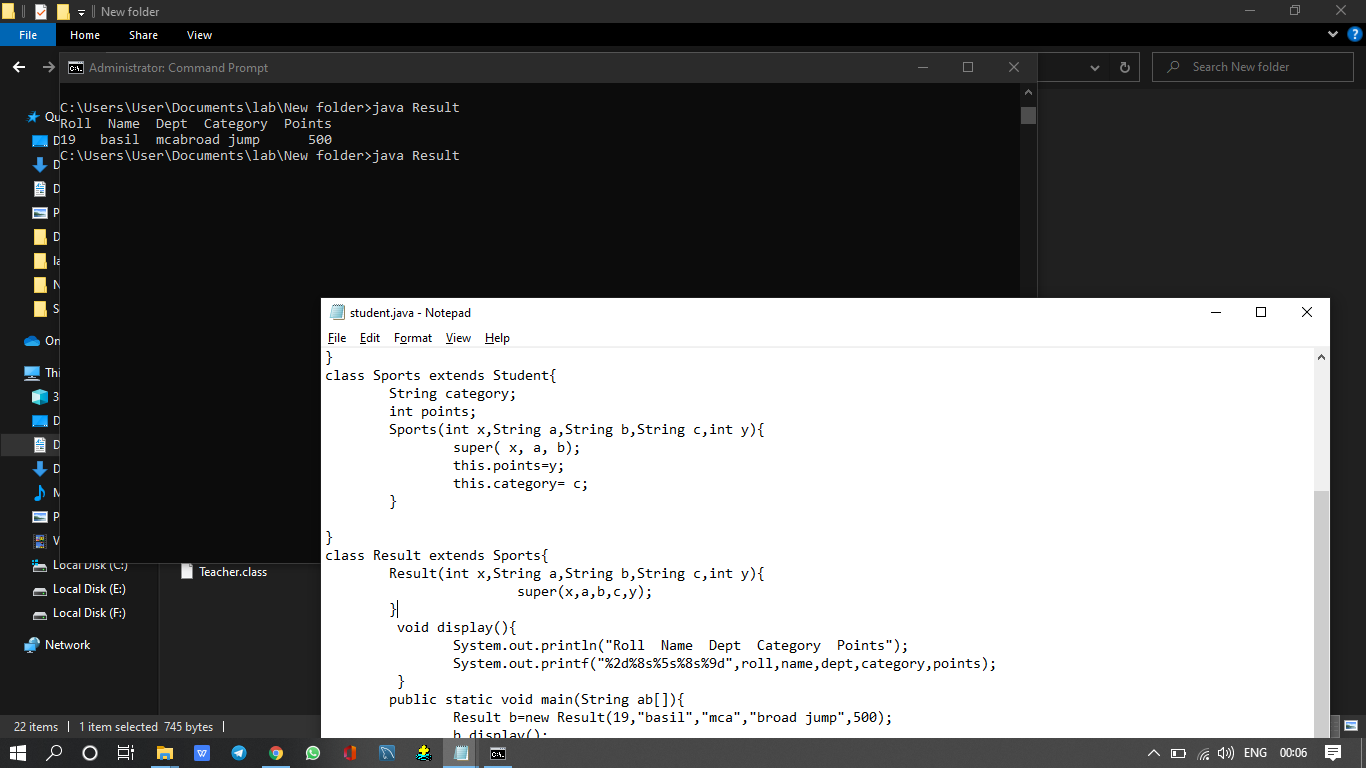 New folder
File Home Share View
Administrator: Command Prompt
Search New folder
C:\Users\User\Documents\lab\New folder>java Result
Roll  Name  Dept  Category  Points
19   basil  mcabroad jump      500
C:\Users\User\Documents\lab\New folder>java Result
student.java - Notepad
File Edit Format View Help
}
class Sports extends Student{
String category;
int points;
Sports(int x,String a,String b,String c,int y){
super( x, a, b);
this.points=y;
this.category= c;
}
}
class Result extends Sports{
Result(int x,String a,String b,String c,int y){
super(x,a,b,c,y);
}
void display(){
System.out.println("Roll  Name  Dept  Category  Points");
System.out.printf("%2d%8s%5s%8s%9d",roll,name,dept,category,points);
}
public static void main(String ab[]){
Result b=new Result(19,"basil","mca","broad jump",500);
b.display();
Local Disk (C:)
Teacher.class
Local Disk (E:)
Local Disk (F:)
Network
22 items 1 item selected 745 bytes
ENG 00:06